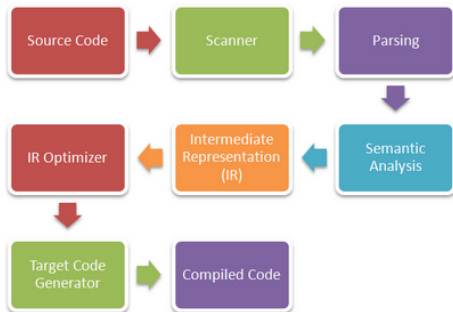 Source Code
Scanner
Parsing
Semantic
Analysis
Intermediate
Representation
(IR)
IR Optimizer
Target Code
Generator
Compiled Code